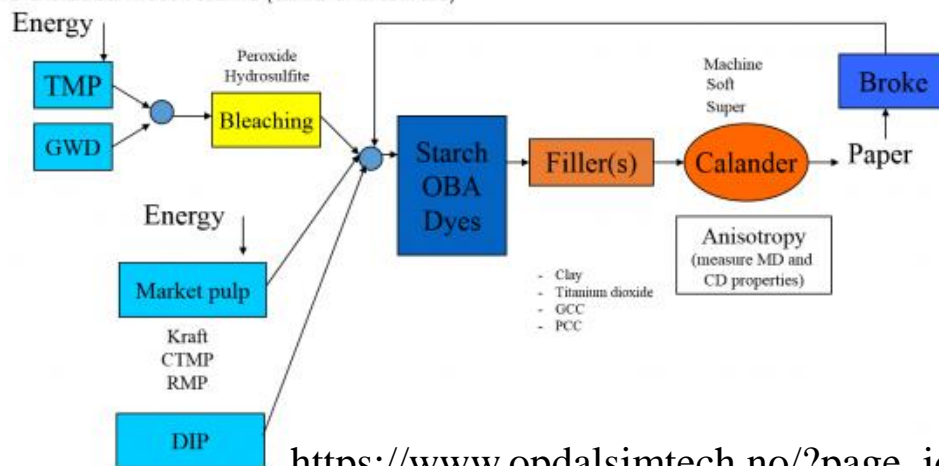 Energy
TMP
GWD
Peroxide
Hydrosulfite
Bleaching
Energy
Market pulp
Kraft
CTMP
RMP
DIP
Starch
OBA
Dyes
Filler(s)
- Clay
- Titanium dioxide
- GCC
- PCC
Machine
Soft
Super
Calander
Anisotropy
(measure MD and
CD properties)
Paper
Broke
https://www.opdalsimtech.no/?page_i